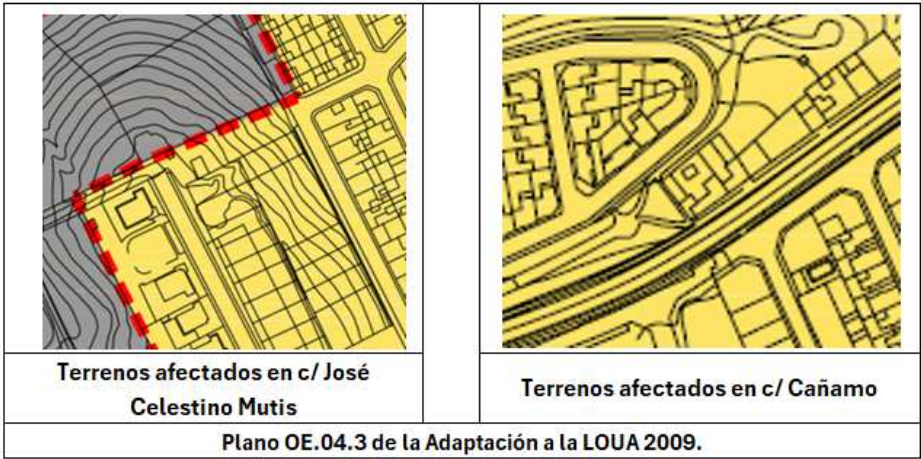 Terrenos afectados en c/ José
Celestino Mutis
Terrenos afectados en c/ Cañamo
Plano OE.04.3 de la Adaptación a la LOUA 2009.